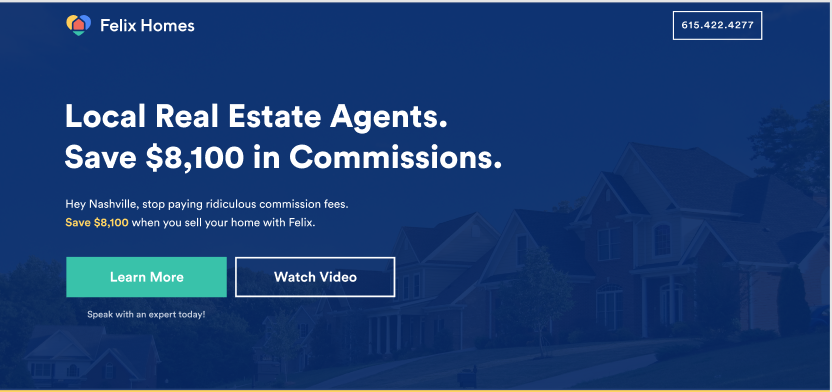 Felix Homes
615.422.4277
Local Real Estate Agents.
Save $8,100 in Commissions.
Hey Nashville, stop paying ridiculous commission fees.
Save $8,100 when you sell your home with Felix.
Learn More
Watch Video
Speak with an expert today!